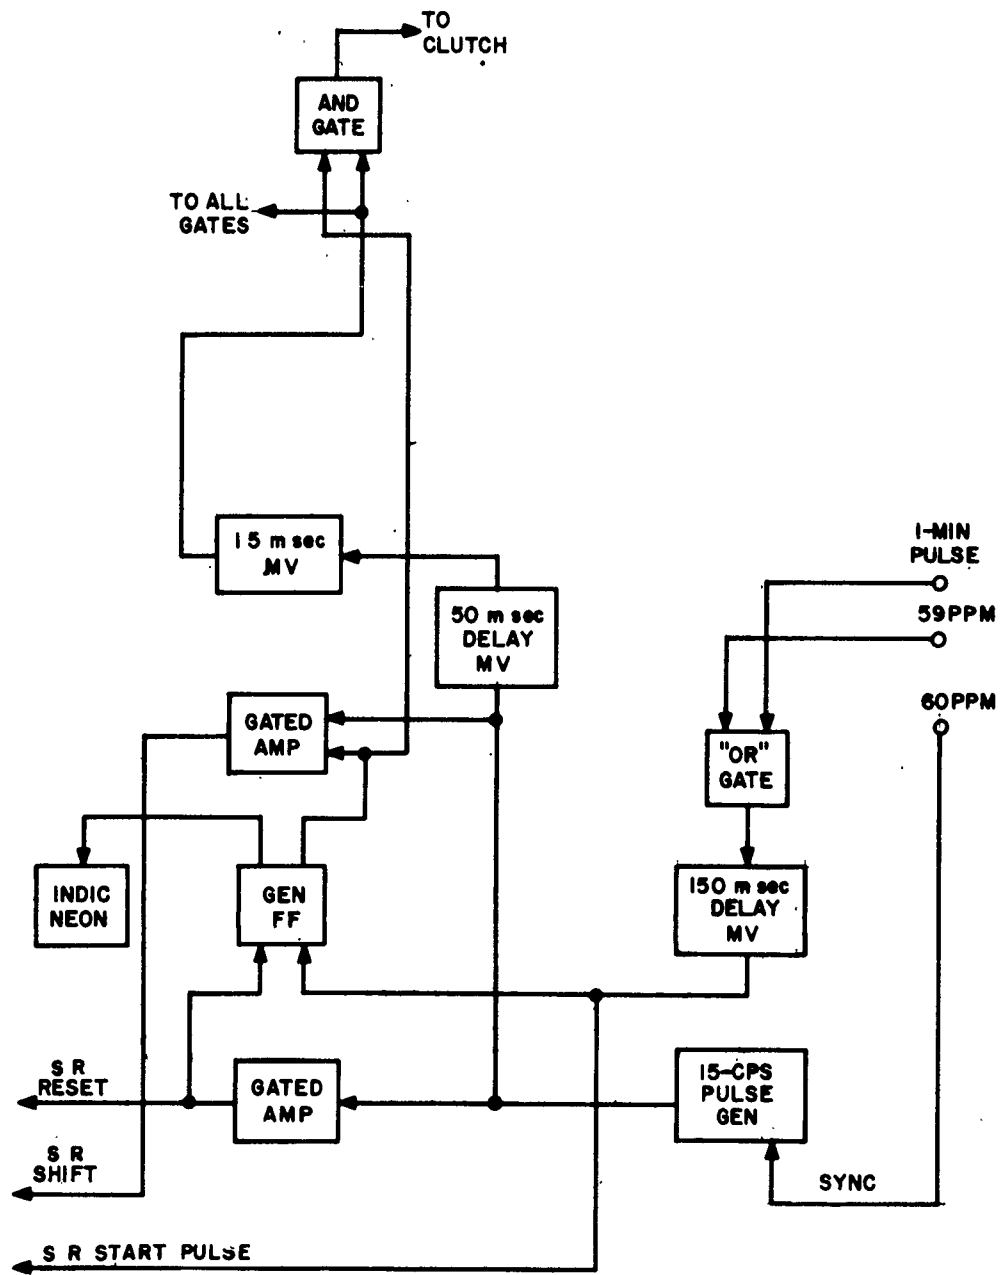 TO
CLUTCH
AND
GATE
TO ALL
GATES
15 m sec
MV
1-MIN
PULSE
50 m sec
DELAY
MV
59PPM
GATED
AMP
60PPM
"OR"
GATE
INDIC
NEON
GEN
FF
150 m sec
DELAY
MV
S R
RESET
GATED
AMP
15-CPS
PULSE
GEN
S R
SHIFT
SYNC
S R START PULSE